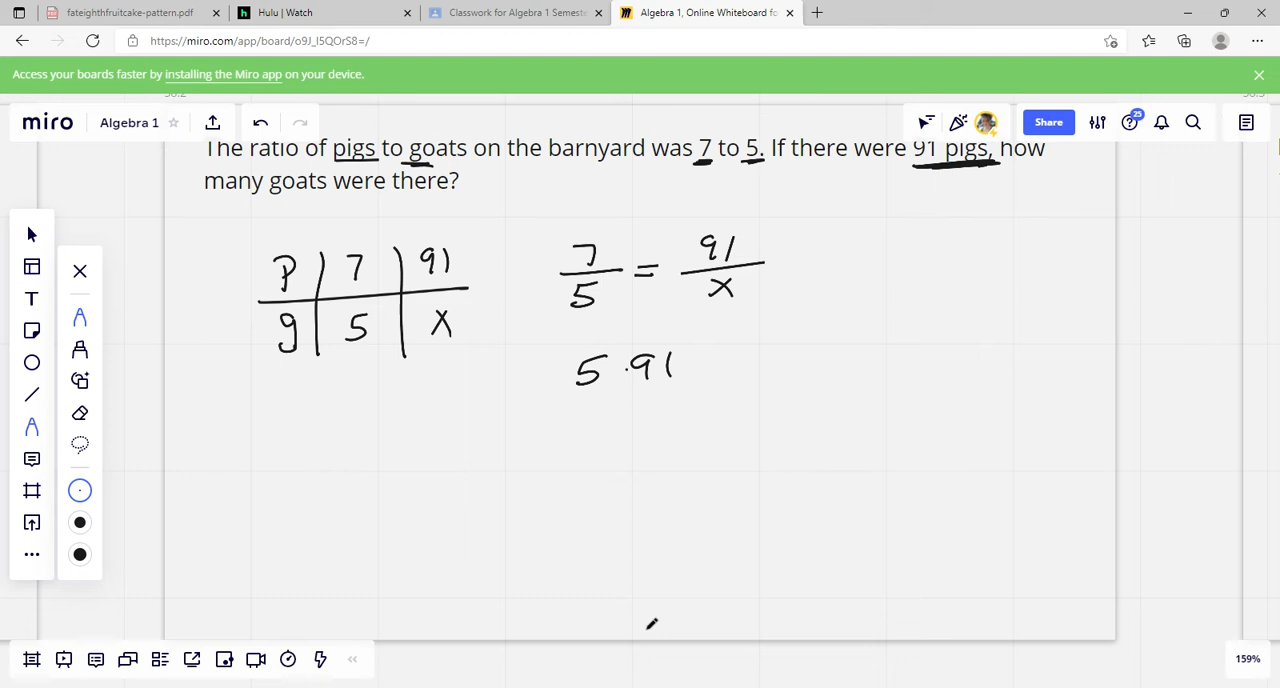 fateighthfruitcake-pattern.pdf
Hulu | Watch
Classwork for Algebra 1 Semeste
Algebra 1, Online Whiteboard fo
https://miro.com/app/board/o9J_l5QOrS8=/
Access your boards faster by installing the Miro app on your device.
miro
Algebra 1
Share
25
The ratio of pigs to goats on the barnyard was 7 to 5. If there were 91 pigs, how
many goats were there?
P 7 91
g 5 x
7 = 91
5 x
5 · 91
159%